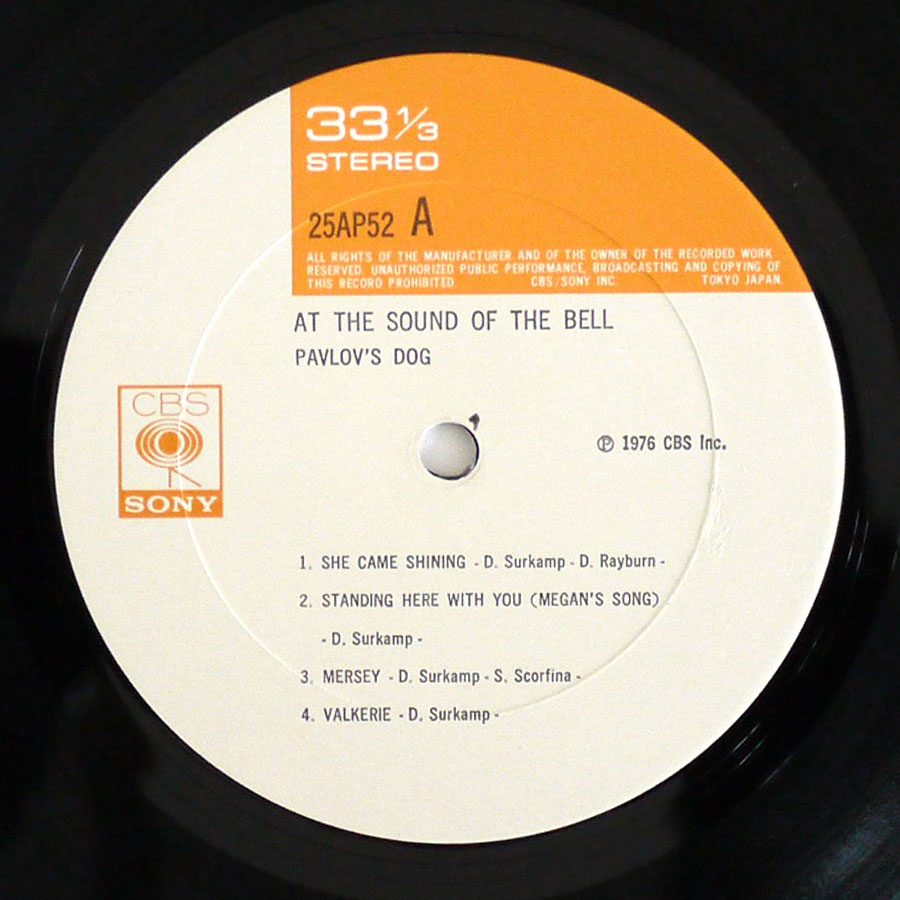 33 1/3
STEREO
25AP52 A
ALL RIGHTS OF THE MANUFACTURER AND OF THE OWNER OF THE RECORDED WORK
RESERVED. UNAUTHORIZED PUBLIC PERFORMANCE, BROADCASTING AND COPYING OF
THIS RECORD PROHIBITED. CBS/SONY INC. TOKYO JAPAN.
AT THE SOUND OF THE BELL
PAVLOV'S DOG
CBS
SONY
℗ 1976 CBS Inc.
1. SHE CAME SHINING - D. Surkamp - D. Rayburn -
2. STANDING HERE WITH YOU (MEGAN'S SONG)
- D. Surkamp -
3. MERSEY - D. Surkamp - S. Scorfina -
4. VALKERIE - D. Surkamp -